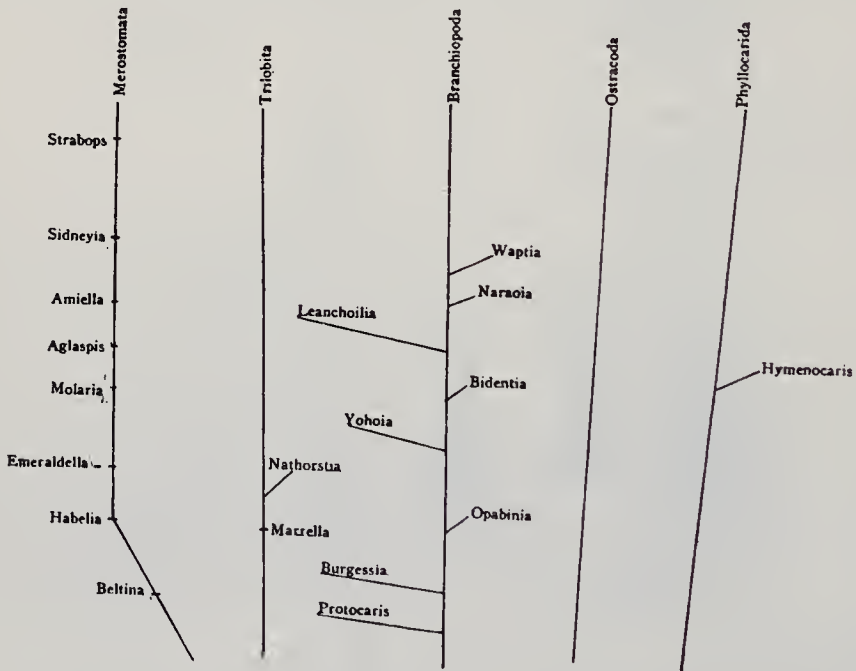 Merostomata
Trilobita
Branchiopoda
Ostracoda
Phyllocarida
Strabops
Sidneyia
Amiella
Aglaspis
Molaria
Emeraldella
Habelia
Beltina
Nathorstia
Marrella
Leanchoilia
Yohoia
Burgessia
Protocaris
Waptia
Naraoia
Bidentia
Opabinia
Hymenocaris